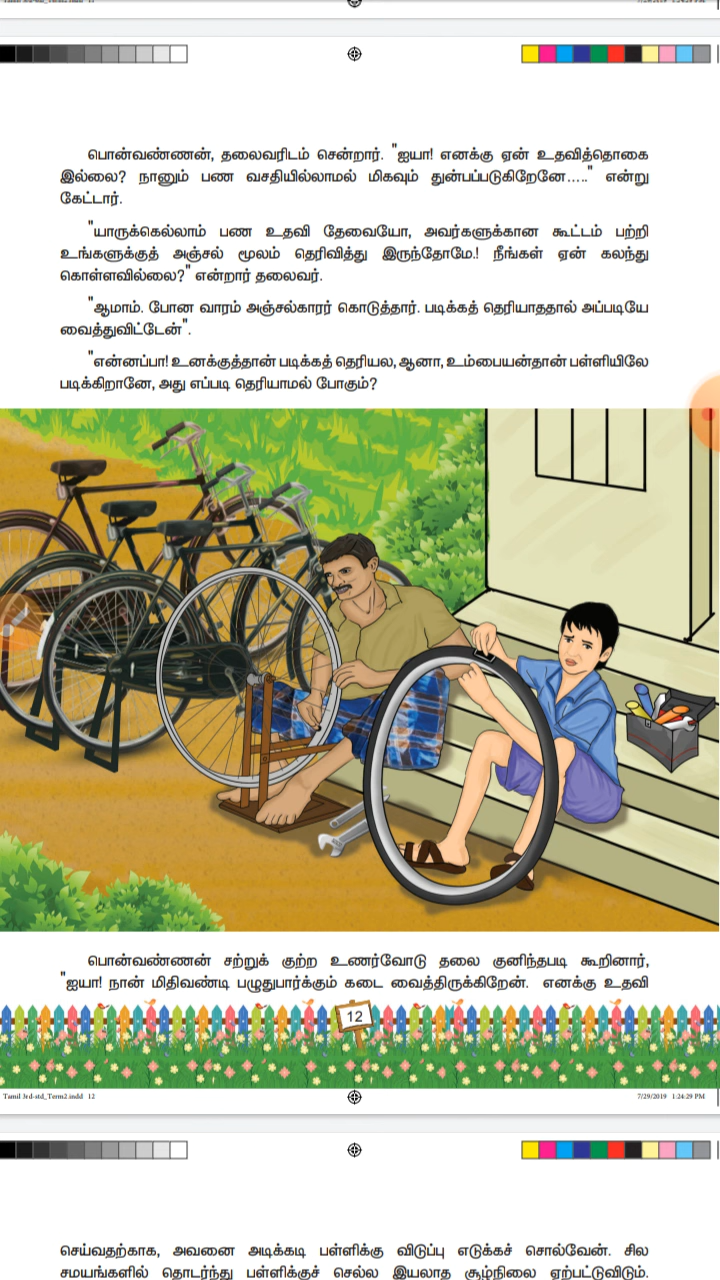 பொன்வண்ணன், தலைவரிடம் சென்றார். "ஐயா! எனக்கு ஏன் உதவித்தொகை
இல்லை? நானும் பண வசதியில்லாமல் மிகவும் துன்பப்படுகிறேனே....." என்று
கேட்டார்.
"யாருக்கெல்லாம் பண உதவி தேவையோ, அவர்களுக்கான கூட்டம் பற்றி
உங்களுக்குத் அஞ்சல் மூலம் தெரிவித்து இருந்தோமே.! நீங்கள் ஏன் கலந்து
கொள்ளவில்லை?" என்றார் தலைவர்.
"ஆமாம். போன வாரம் அஞ்சல்காரர் கொடுத்தார். படிக்கத் தெரியாததால் அப்படியே
வைத்துவிட்டேன்".
"என்னப்பா! உனக்குத்தான் படிக்கத் தெரியல, ஆனா, உம்பையன்தான் பள்ளியிலே
படிக்கிறானே, அது எப்படி தெரியாமல் போகும்?
பொன்வண்ணன் சற்றுக் குற்ற உணர்வோடு தலை குனிந்தபடி கூறினார்,
"ஐயா! நான் மிதிவண்டி பழுதுபார்க்கும் கடை வைத்திருக்கிறேன். எனக்கு உதவி
12
Tamil 3rd-std_Term2.indd 12 7/29/2019 1:24:29 PM
செய்வதற்காக, அவனை அடிக்கடி பள்ளிக்கு விடுப்பு எடுக்கச் சொல்வேன். சில
சமயங்களில் தொடர்ந்து பள்ளிக்குச் செல்ல இயலாத சூழ்நிலை ஏற்பட்டுவிடும்.